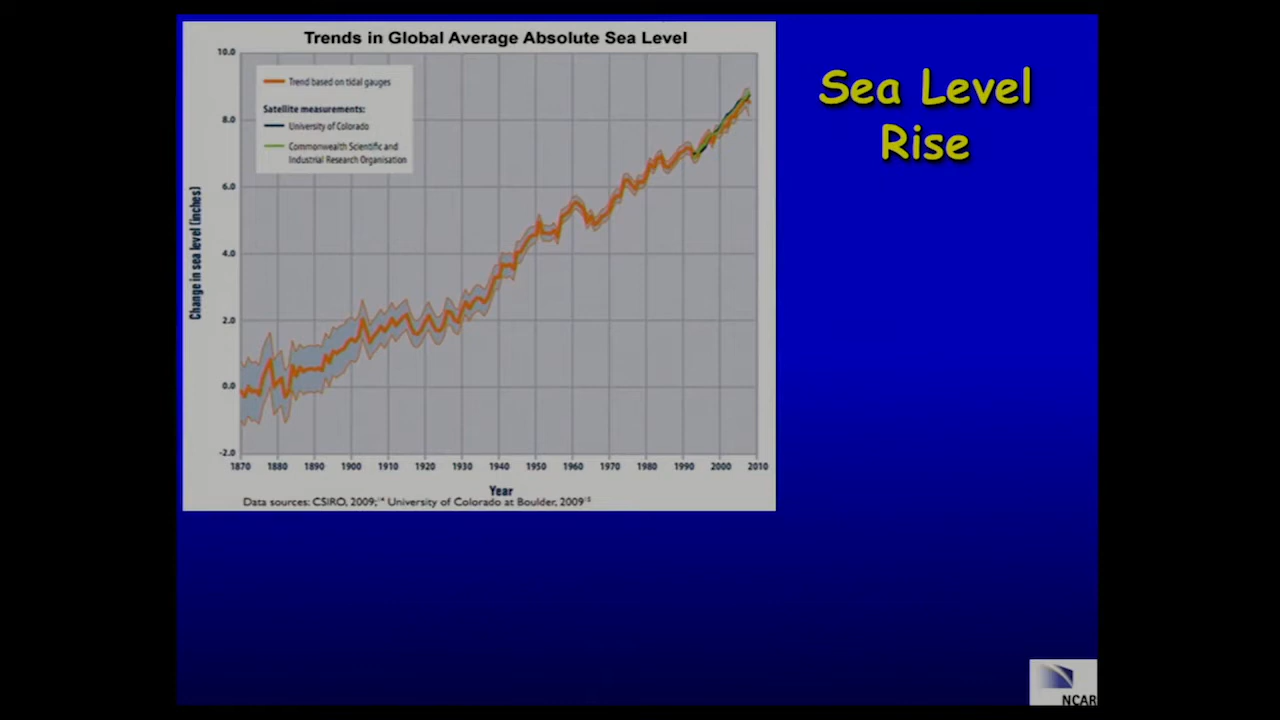 Trends in Global Average Absolute Sea Level
Sea Level
Rise
10.0
8.0
6.0
4.0
2.0
0.0
-2.0
Change in sea level (inches)
Trend based on tidal gauges
Satellite measurements:
University of Colorado
Commonwealth Scientific and
Industrial Research Organisation
1870 1880 1890 1900 1910 1920 1930 1940 1950 1960 1970 1980 1990 2000 2010
Year
Data sources: CSIRO, 2009;¹⁴ University of Colorado at Boulder, 2009¹⁵
NCAR